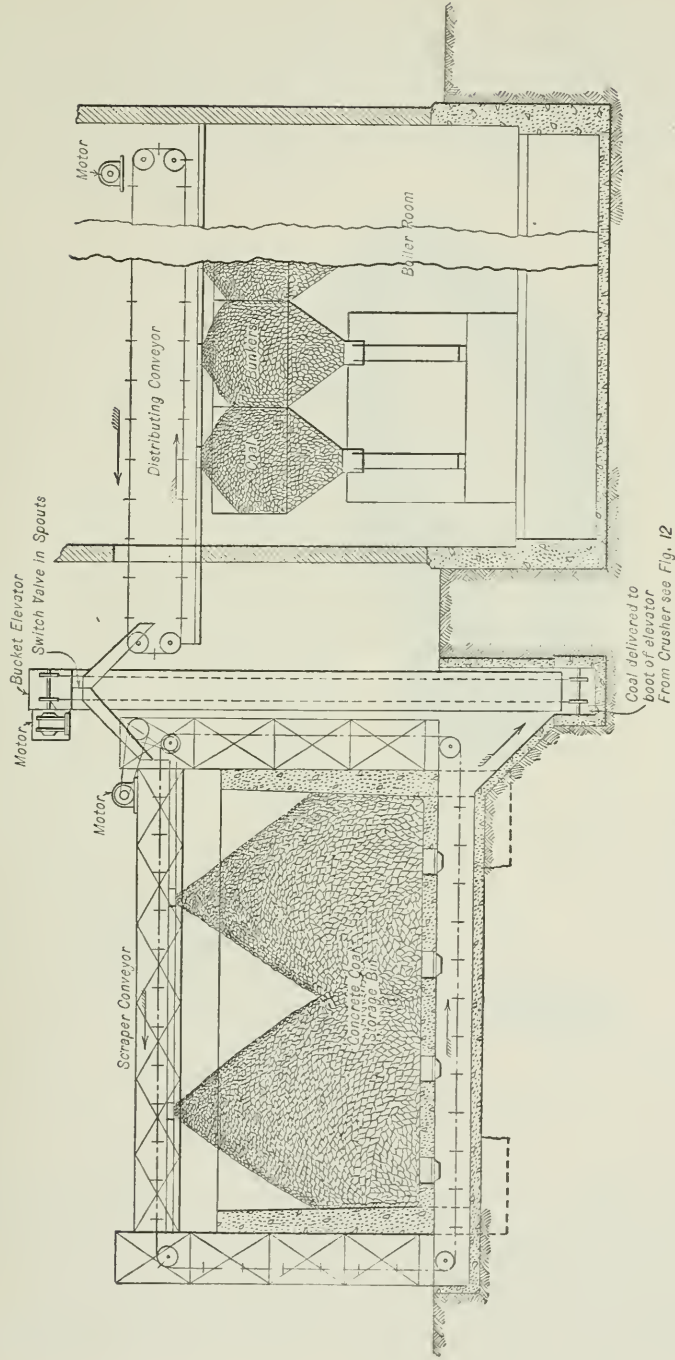 Motor
Bucket Elevator
Switch Valve in Spouts
Motor
Scraper Conveyor
Concrete Coal
Storage Bin
Distributing Conveyor
Motor
Coal
Bunkers
Boiler Room
Coal delivered to
boot of elevator
From Crusher see Fig. 12